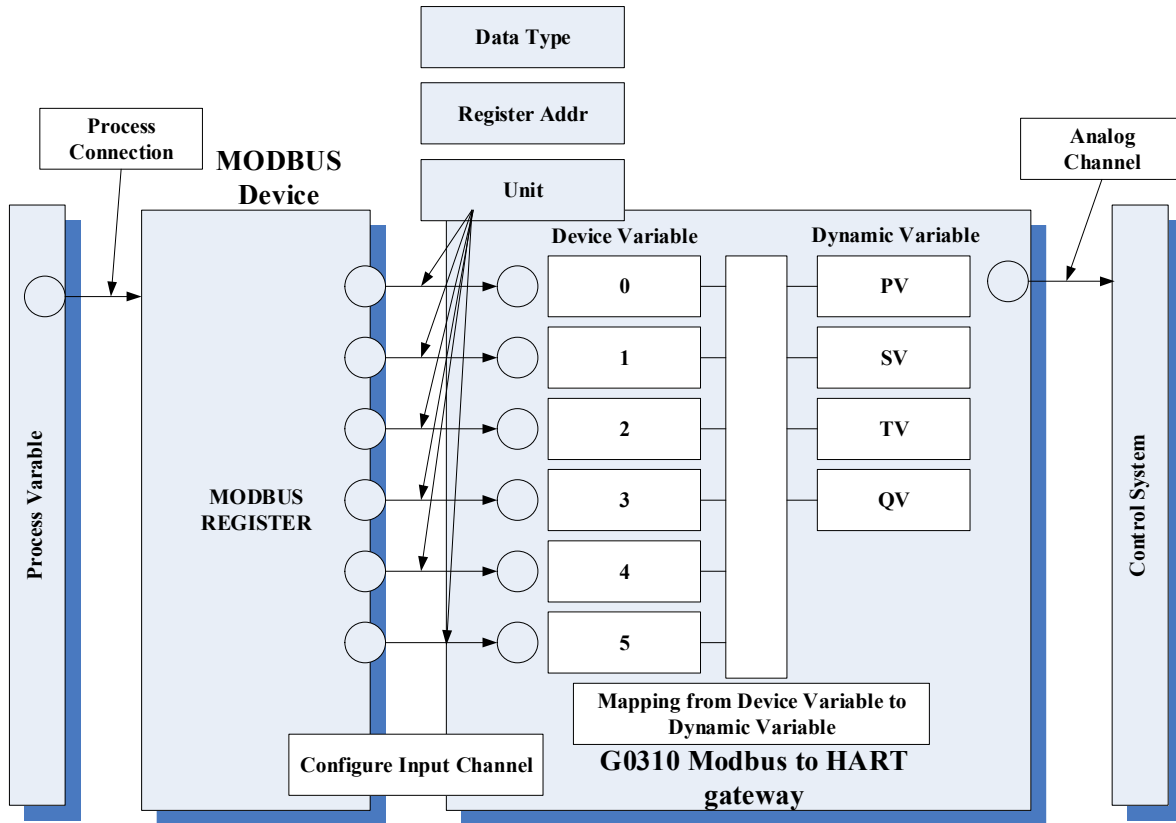 Data Type
Register Addr
Unit
Process
Connection
MODBUS
Device
Analog
Channel
Device Variable
Dynamic Variable
Process Varable
MODBUS
REGISTER
0
1
2
3
4
5
PV
SV
TV
QV
Control System
Mapping from Device Variable to
Dynamic Variable
Configure Input Channel
G0310 Modbus to HART
gateway